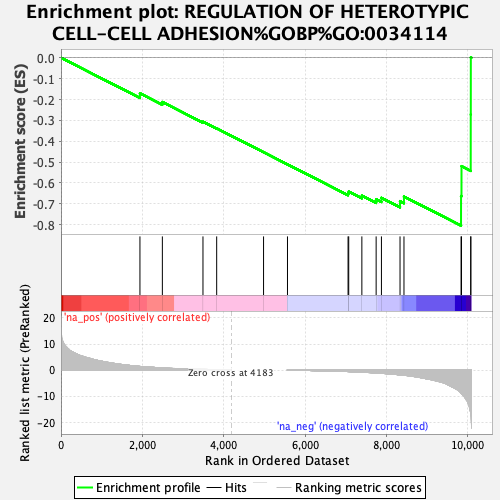 Enrichment plot: REGULATION OF HETEROTYPIC
CELL-CELL ADHESION%GOBP%GO:0034114
Enrichment score (ES)
0.0
-0.1
-0.2
-0.3
-0.4
-0.5
-0.6
-0.7
-0.8
Ranked list metric (PreRanked)
20
10
0
-10
-20
'na_pos' (positively correlated)
Zero cross at 4183
'na_neg' (negatively correlated)
0
2,000
4,000
6,000
8,000
10,000
Rank in Ordered Dataset
Enrichment profile
Hits
Ranking metric scores